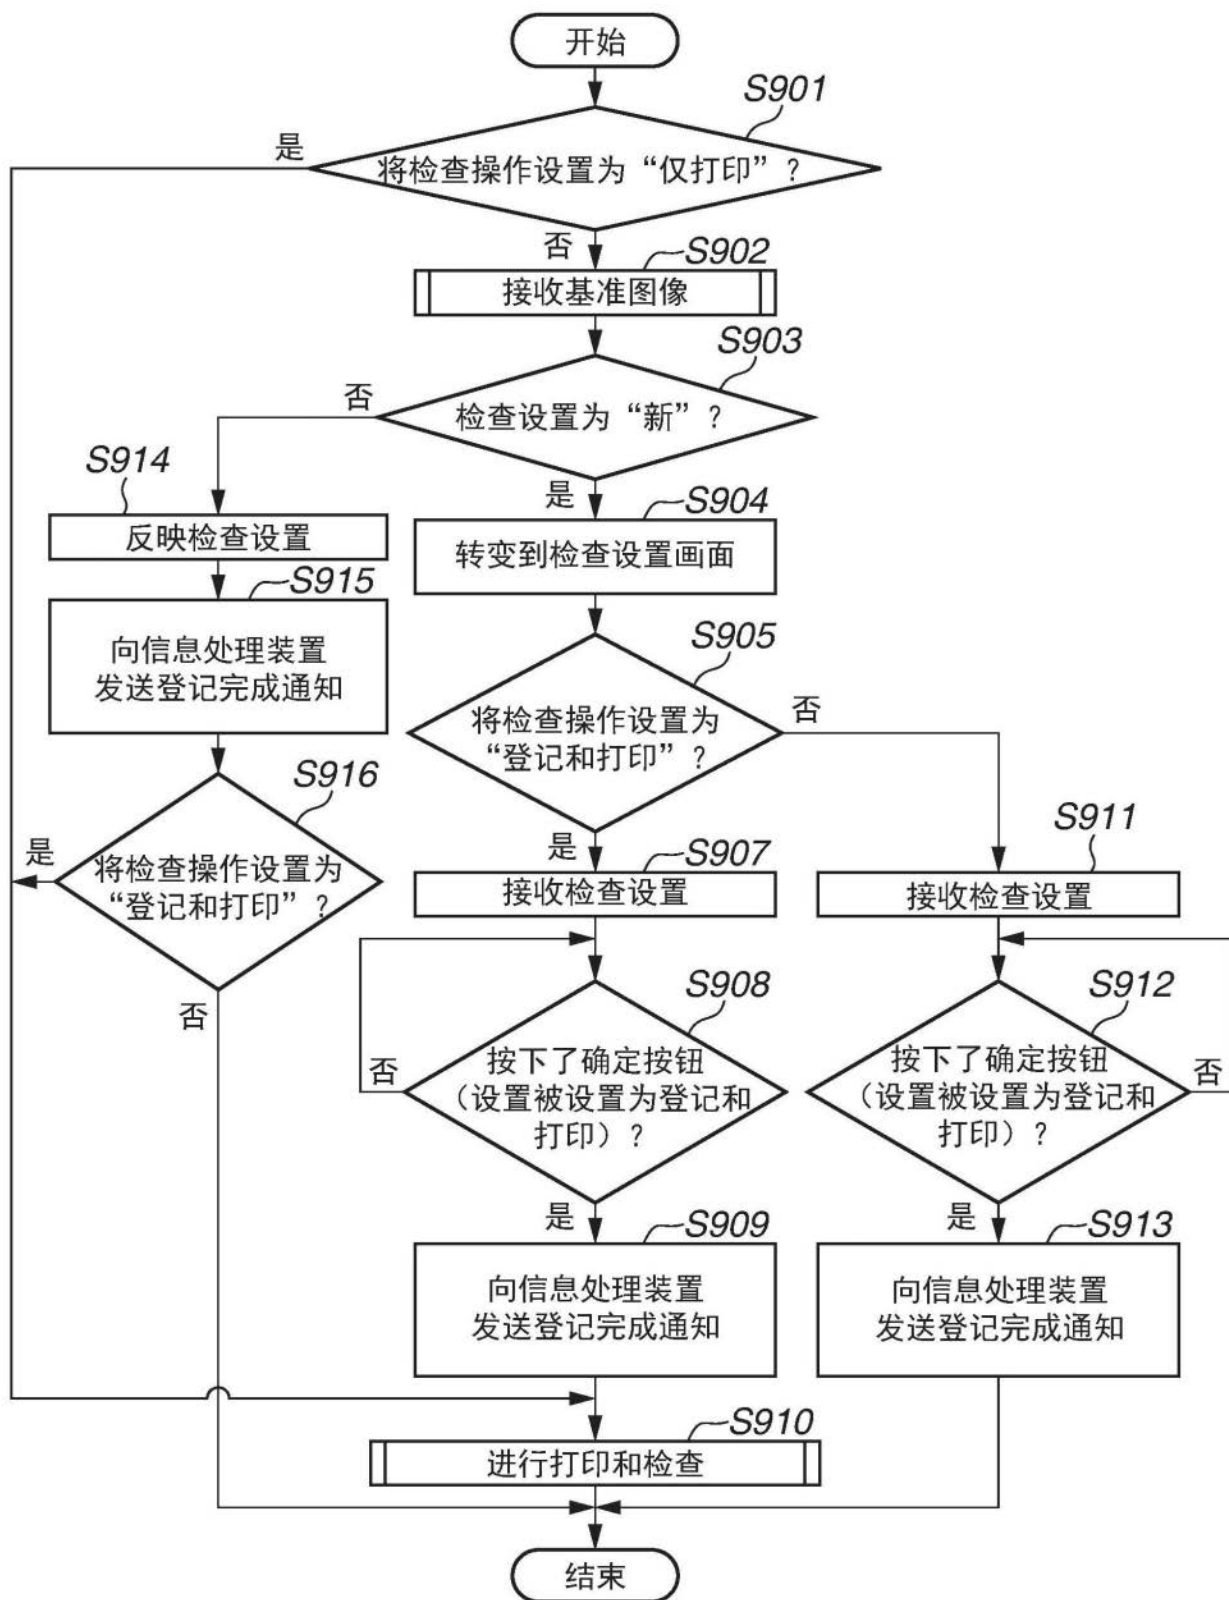 开始
S901
是
将检查操作设置为“仅打印”？
否
S902
接收基准图像
S903
否
检查设置为“新”？
S914
是
S904
反映检查设置
转变到检查设置画面
S915
向信息处理装置
发送登记完成通知
S905
将检查操作设置为
“登记和打印”？
否
S916
是
将检查操作设置为
“登记和打印”？
否
是
S907
接收检查设置
S911
接收检查设置
S908
否
按下了确定按钮
（设置被设置为登记和
打印）？
S912
按下了确定按钮
（设置被设置为登记和
打印）？
否
是
S909
向信息处理装置
发送登记完成通知
是
S913
向信息处理装置
发送登记完成通知
S910
进行打印和检查
结束